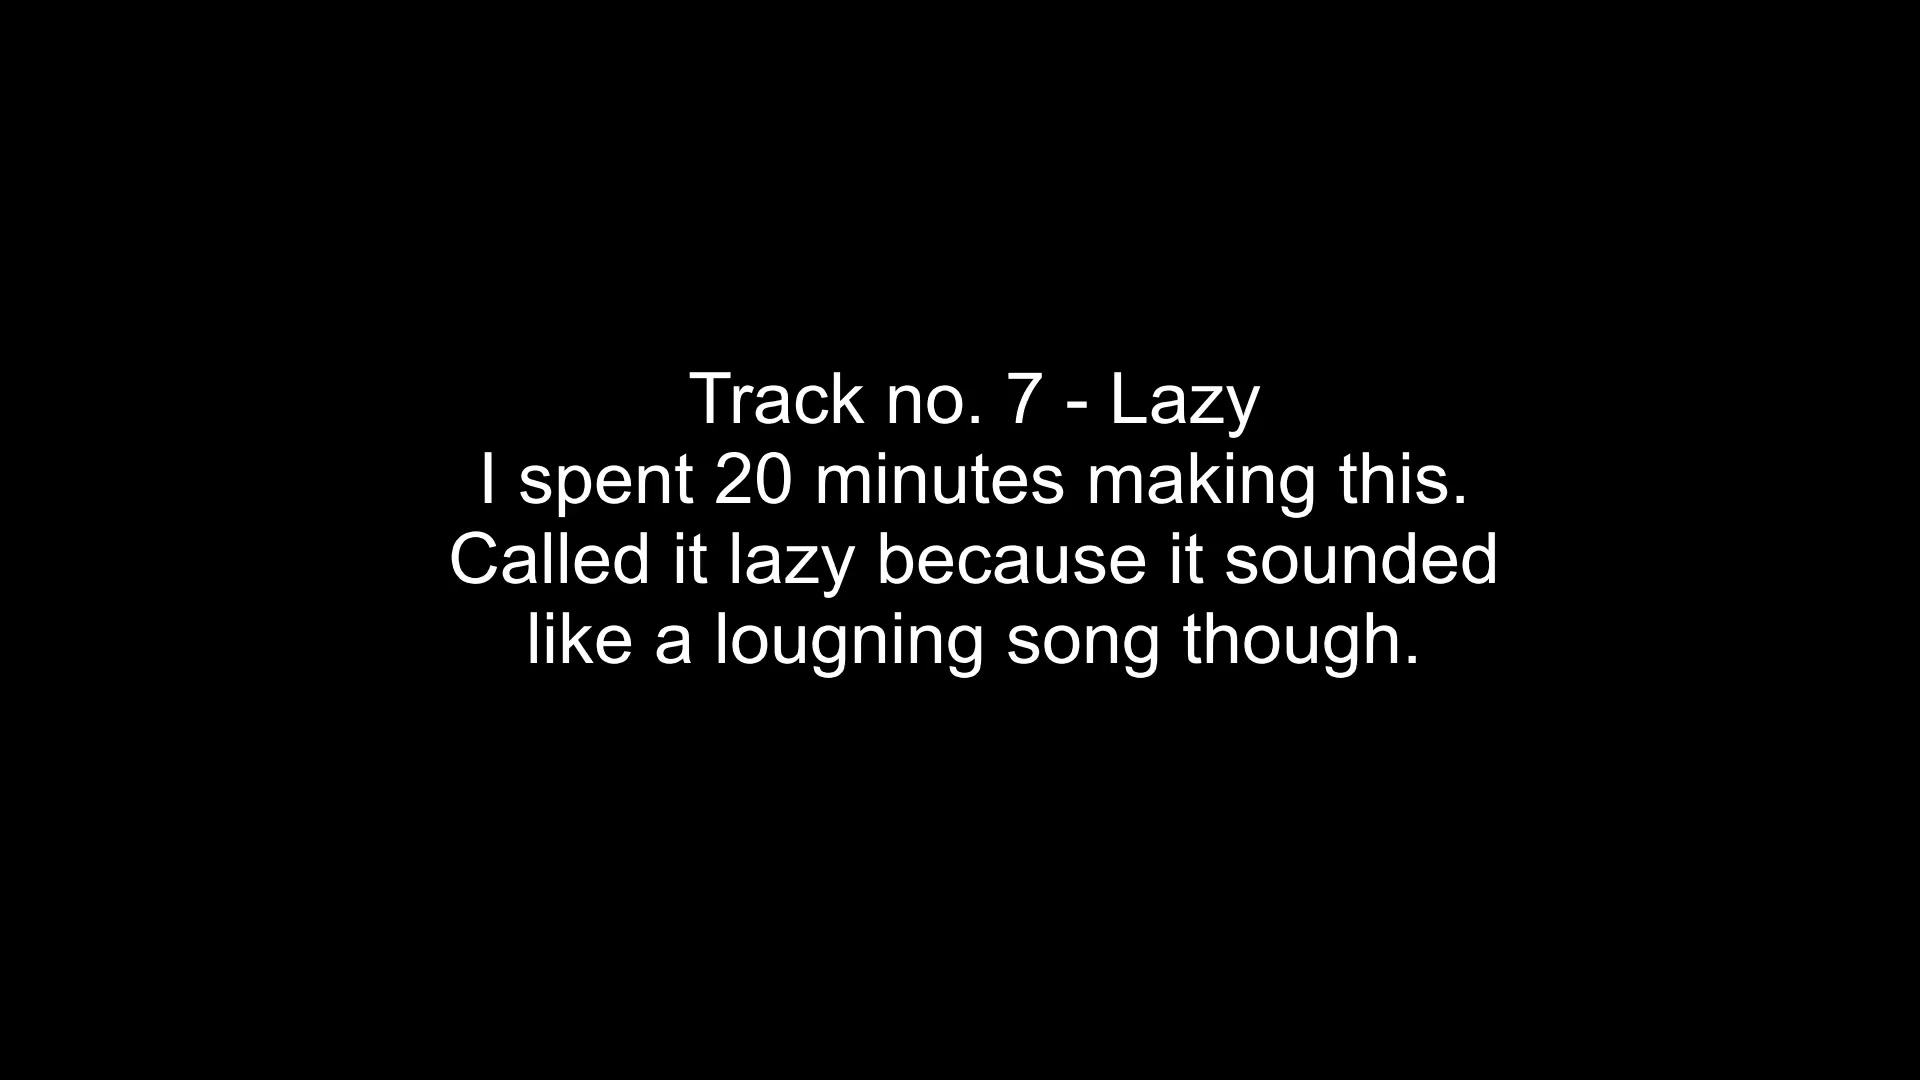 Track no. 7 - Lazy
I spent 20 minutes making this.
Called it lazy because it sounded
like a lougning song though.